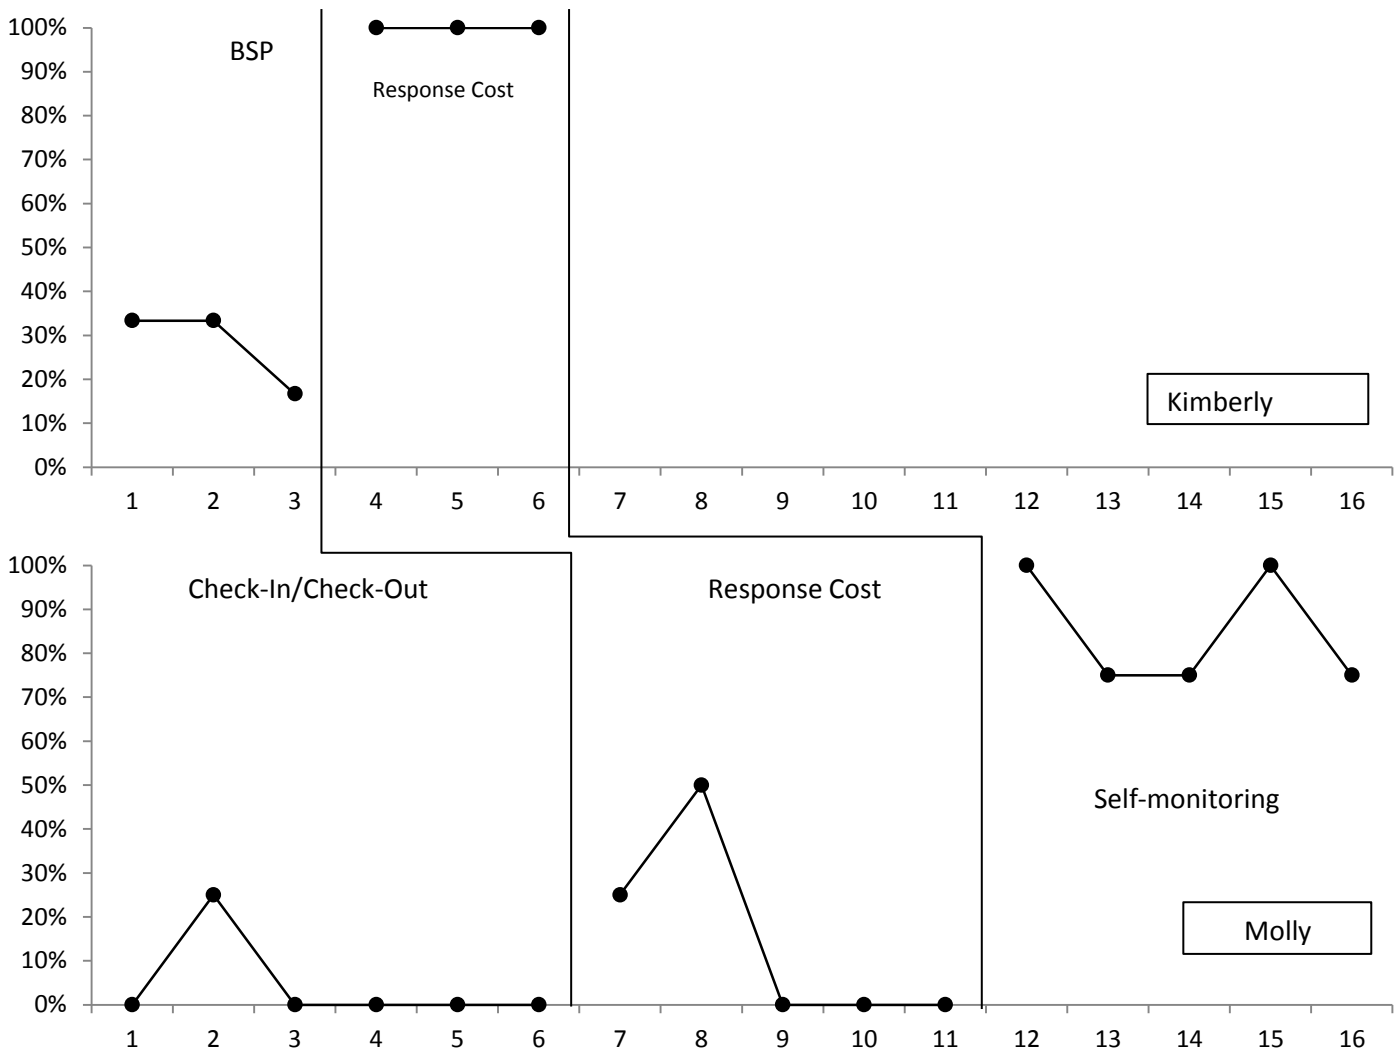 100%
BSP
90%
Response Cost
80%
70%
60%
50%
40%
30%
20%
Kimberly
10%
0%
1 2 3 4 5 6 7 8 9 10 11 12 13 14 15 16
100%
Check-In/Check-Out Response Cost
90%
80%
70%
60%
50%
Self-monitoring
40%
30%
20%
Molly
10%
0%
1 2 3 4 5 6 7 8 9 10 11 12 13 14 15 16